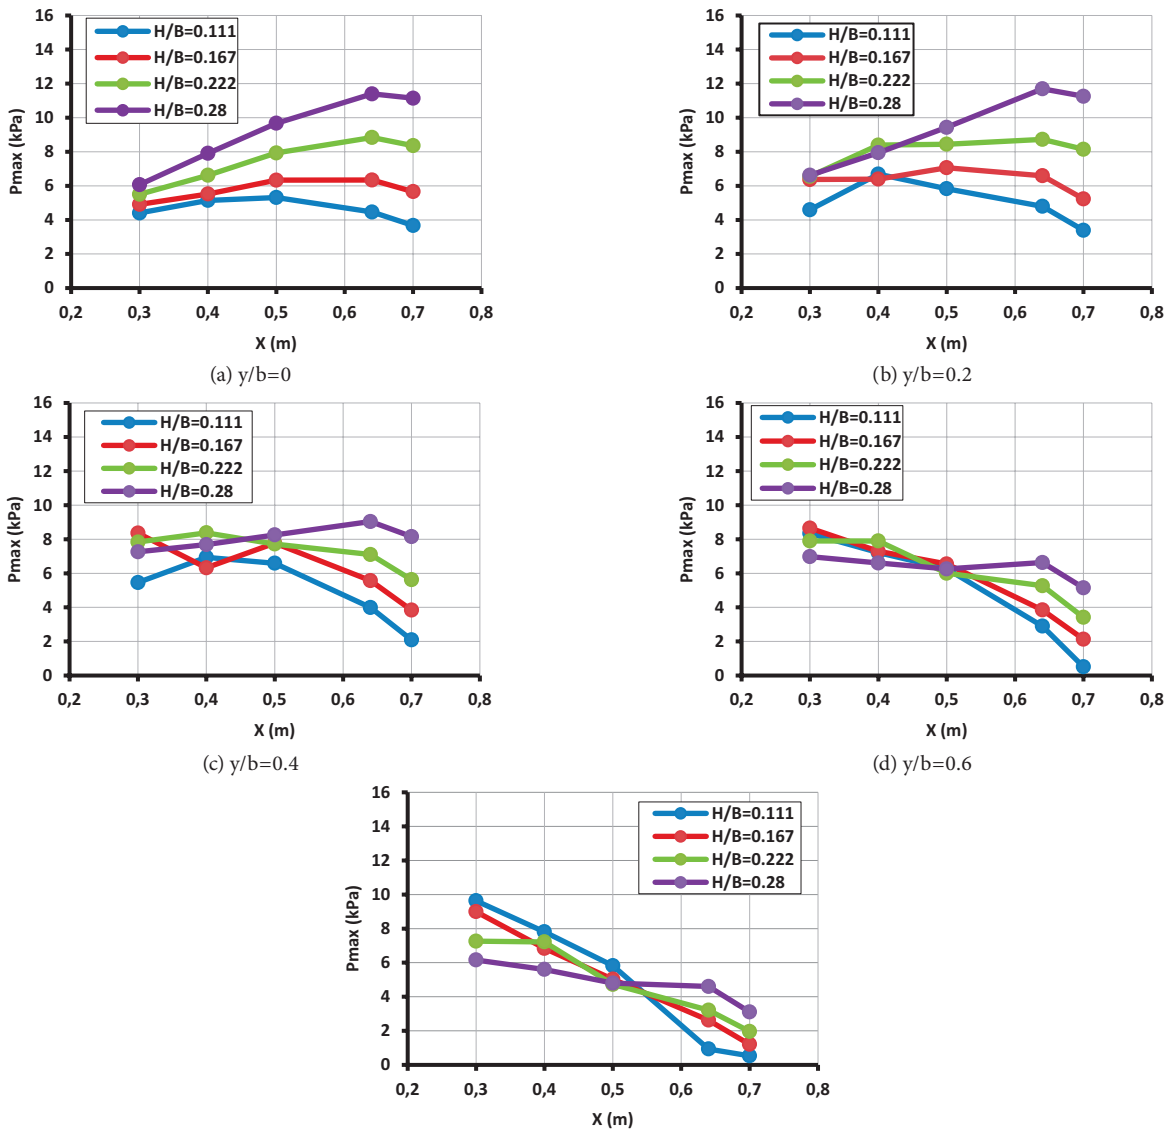 16
14
12
10
8
6
4
2
0
Pmax (kPa)
H/B=0.111
H/B=0.167
H/B=0.222
H/B=0.28
0,2 0,3 0,4 0,5 0,6 0,7 0,8
X (m)
(a) y/b=0
16
14
12
10
8
6
4
2
0
Pmax (kPa)
H/B=0.111
H/B=0.167
H/B=0.222
H/B=0.28
0,2 0,3 0,4 0,5 0,6 0,7 0,8
X (m)
(b) y/b=0.2
16
14
12
10
8
6
4
2
0
Pmax (kPa)
H/B=0.111
H/B=0.167
H/B=0.222
H/B=0.28
0,2 0,3 0,4 0,5 0,6 0,7 0,8
X (m)
(c) y/b=0.4
16
14
12
10
8
6
4
2
0
Pmax (kPa)
H/B=0.111
H/B=0.167
H/B=0.222
H/B=0.28
0,2 0,3 0,4 0,5 0,6 0,7 0,8
X (m)
(d) y/b=0.6
16
14
12
10
8
6
4
2
0
Pmax (kPa)
H/B=0.111
H/B=0.167
H/B=0.222
H/B=0.28
0,2 0,3 0,4 0,5 0,6 0,7 0,8
X (m)